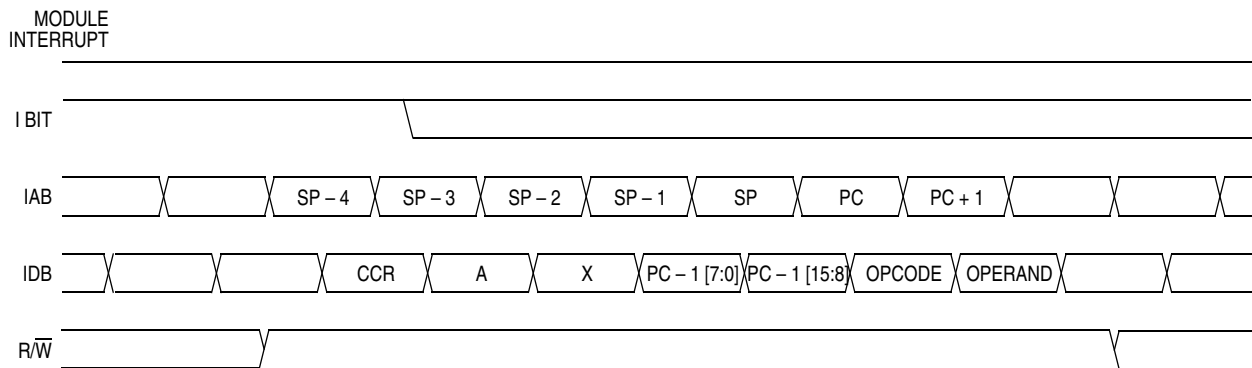 MODULE
INTERRUPT
I BIT
IAB SP – 4 SP – 3 SP – 2 SP – 1 SP PC PC + 1
IDB CCR A X PC – 1 [7:0] PC – 1 [15:8] OPCODE OPERAND
R/W̅